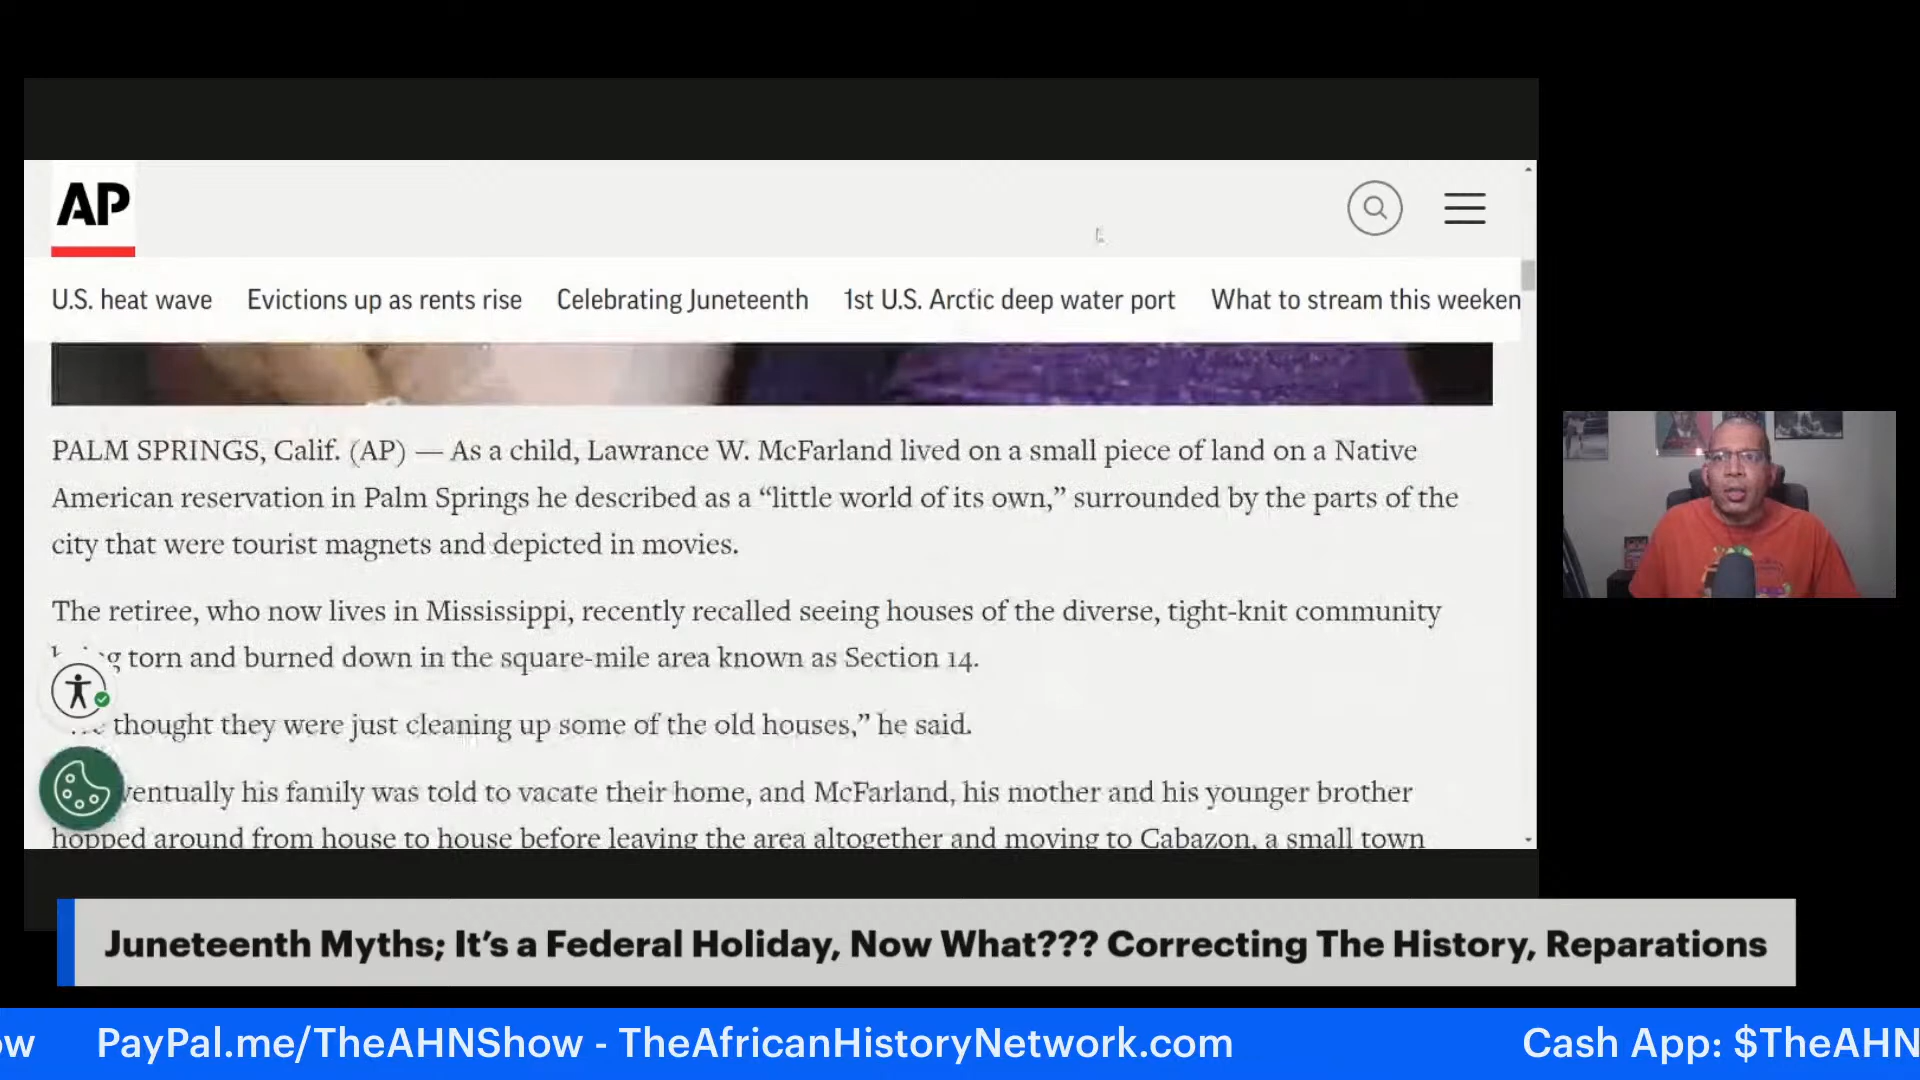 AP
U.S. heat wave Evictions up as rents rise Celebrating Juneteenth 1st U.S. Arctic deep water port What to stream this weeken
PALM SPRINGS, Calif. (AP) — As a child, Lawrance W. McFarland lived on a small piece of land on a Native
American reservation in Palm Springs he described as a “little world of its own,” surrounded by the parts of the
city that were tourist magnets and depicted in movies.
The retiree, who now lives in Mississippi, recently recalled seeing houses of the diverse, tight-knit community
torn and burned down in the square-mile area known as Section 14.
thought they were just cleaning up some of the old houses,” he said.
ventually his family was told to vacate their home, and McFarland, his mother and his younger brother
hopped around from house to house before leaving the area altogether and moving to Cabazon, a small town
Juneteenth Myths; It’s a Federal Holiday, Now What??? Correcting The History, Reparations
ow PayPal.me/TheAHNShow - TheAfricanHistoryNetwork.com Cash App: $TheAHN